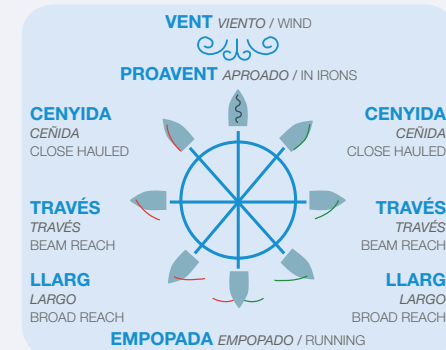 VENT VIENTO / WIND
PROAVENT APROADO / IN IRONS
CENYIDA
CEÑIDA
CLOSE HAULED
CENYIDA
CEÑIDA
CLOSE HAULED
TRAVÉS
TRAVÉS
BEAM REACH
TRAVÉS
TRAVÉS
BEAM REACH
LLARG
LARGO
BROAD REACH
LLARG
LARGO
BROAD REACH
EMPOPADA EMPOPADO / RUNNING